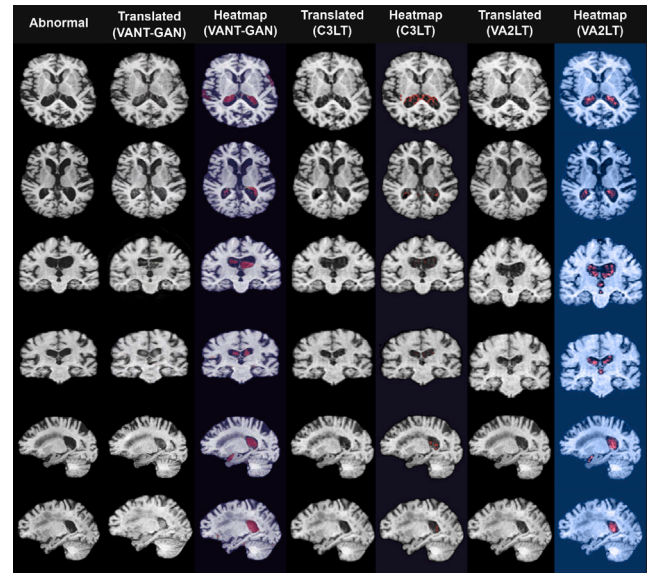 Abnormal
Translated
(VANT-GAN)
Heatmap
(VANT-GAN)
Translated
(C3LT)
Heatmap
(C3LT)
Translated
(VA2LT)
Heatmap
(VA2LT)